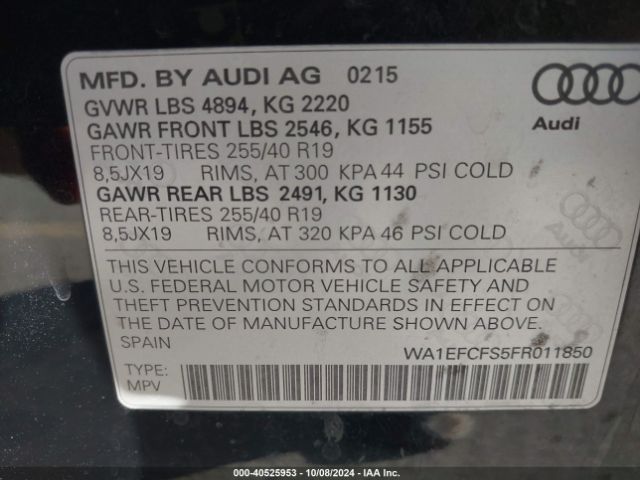 MFD. BY AUDI AG 0215
GVWR LBS 4894, KG 2220
GAWR FRONT LBS 2546, KG 1155
FRONT-TIRES 255/40 R19
8,5JX19 RIMS, AT 300 KPA 44 PSI COLD
GAWR REAR LBS 2491, KG 1130
REAR-TIRES 255/40 R19
8,5JX19 RIMS, AT 320 KPA 46 PSI COLD
Audi
Audi
THIS VEHICLE CONFORMS TO ALL APPLICABLE
U.S. FEDERAL MOTOR VEHICLE SAFETY AND
THEFT PREVENTION STANDARDS IN EFFECT ON
THE DATE OF MANUFACTURE SHOWN ABOVE.
SPAIN
WA1EFCFS5FR011850
TYPE:
MPV
000-40525953 - 10/08/2024 - IAA Inc.